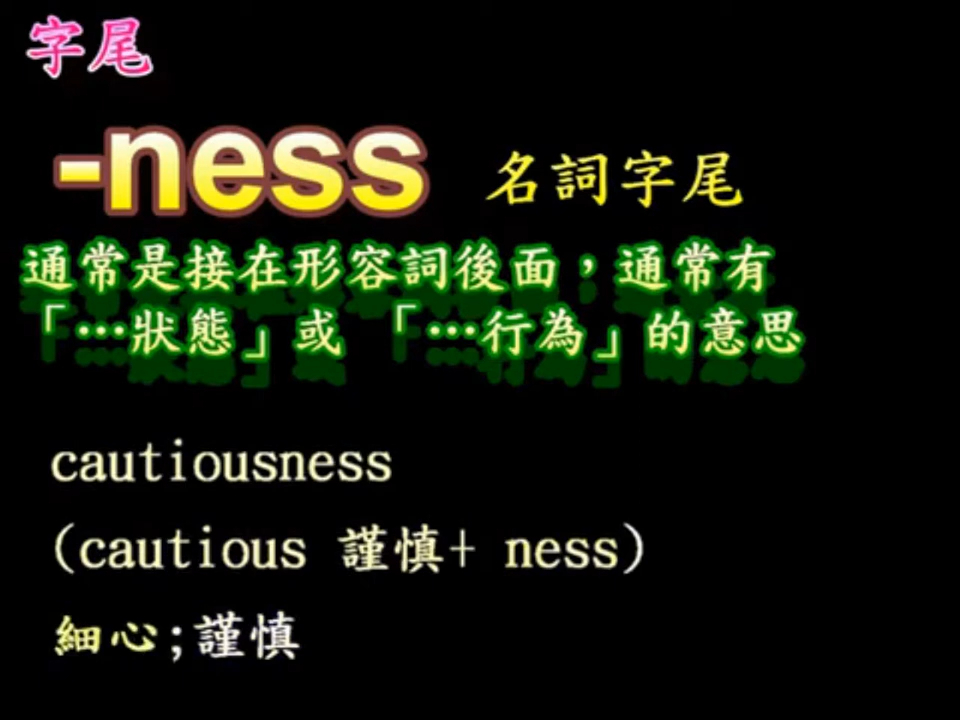 字尾
-ness 名詞字尾
通常是接在形容詞後面，通常有
「…狀態」或 「…行為」的意思
cautiousness
(cautious 謹慎+ ness)
細心;謹慎